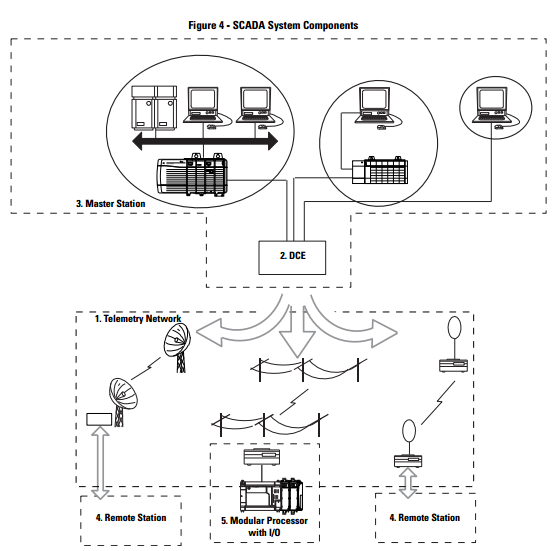 Figure 4 - SCADA System Components
3. Master Station
2. DCE
1. Telemetry Network
4. Remote Station
5. Modular Processor
with I/O
4. Remote Station